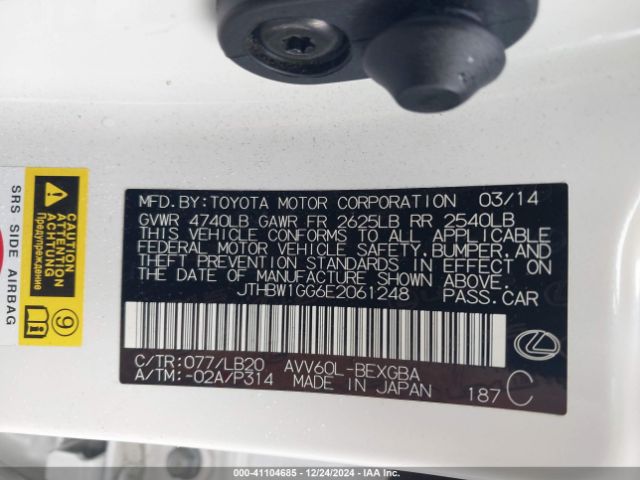 MFD.BY:TOYOTA MOTOR CORPORATION 03/14
GVWR 4740LB GAWR FR 2625LB RR 2540LB
THIS VEHICLE CONFORMS TO ALL APPLICABLE
FEDERAL MOTOR VEHICLE SAFETY,BUMPER,AND
THEFT PREVENTION STANDARDS IN EFFECT ON
THE DATE OF MANUFACTURE SHOWN ABOVE.
JTHBW1GG6E2061248 PASS.CAR
C/TR:077/LB20 AVV60L-BEXGBA
A/TM:-02A/P314 MADE IN JAPAN 187 C
SRS SIDE AIRBAG
ATTENTION
ACHTUNG
Предупреждение
9
000-41104685 - 12/24/2024 - IAA Inc.